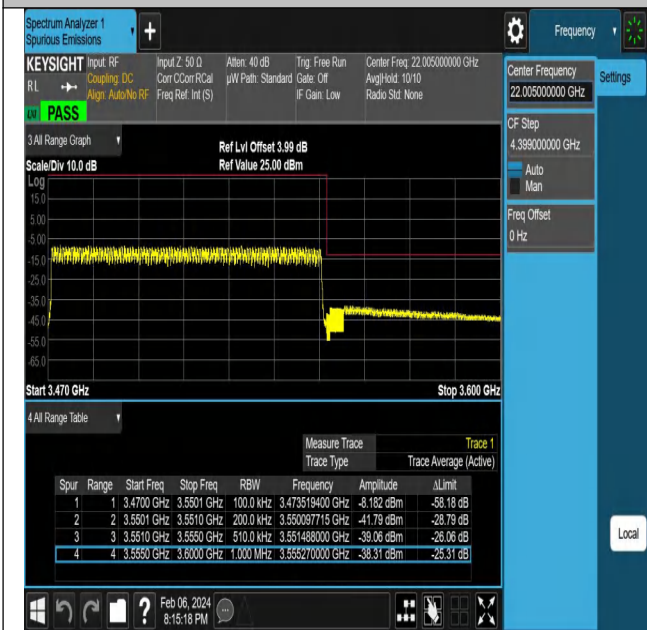 Spectrum Analyzer 1
Spurious Emissions
Frequency
KEYSIGHT
Input: RF
Coupling: DC
Align: Auto/No RF
Input Z: 50 Ω
Corr CCorr RCal
Freq Ref: Int (S)
Atten: 40 dB
µW Path: Standard
Trig: Free Run
Gate: Off
IF Gain: Low
Center Freq: 22.005000000 GHz
Avg|Hold: 10/10
Radio Std: None
R L
LXI PASS
Center Frequency
22.005000000 GHz
Settings
CF Step
4.399000000 GHz
Auto
Man
Freq Offset
0 Hz
3 All Range Graph
Ref Lvl Offset 3.99 dB
Scale/Div 10.0 dB
Ref Value 25.00 dBm
Log
15.0
5.00
-5.00
-15.0
-25.0
-35.0
-45.0
-55.0
-65.0
Start 3.470 GHz
Stop 3.600 GHz
4 All Range Table
Measure Trace Trace 1
Trace Type Trace Average (Active)
Spur Range Start Freq Stop Freq RBW Frequency Amplitude ΔLimit
1 1 3.4700 GHz 3.5501 GHz 100.0 kHz 3.473519400 GHz -8.182 dBm -58.18 dB
2 2 3.5501 GHz 3.5510 GHz 200.0 kHz 3.550097715 GHz -41.79 dBm -28.79 dB
3 3 3.5510 GHz 3.5550 GHz 510.0 kHz 3.551488000 GHz -39.06 dBm -26.06 dB
4 4 3.5550 GHz 3.6000 GHz 1.000 MHz 3.555270000 GHz -38.31 dBm -25.31 dB
Local
Feb 06, 2024
8:15:18 PM